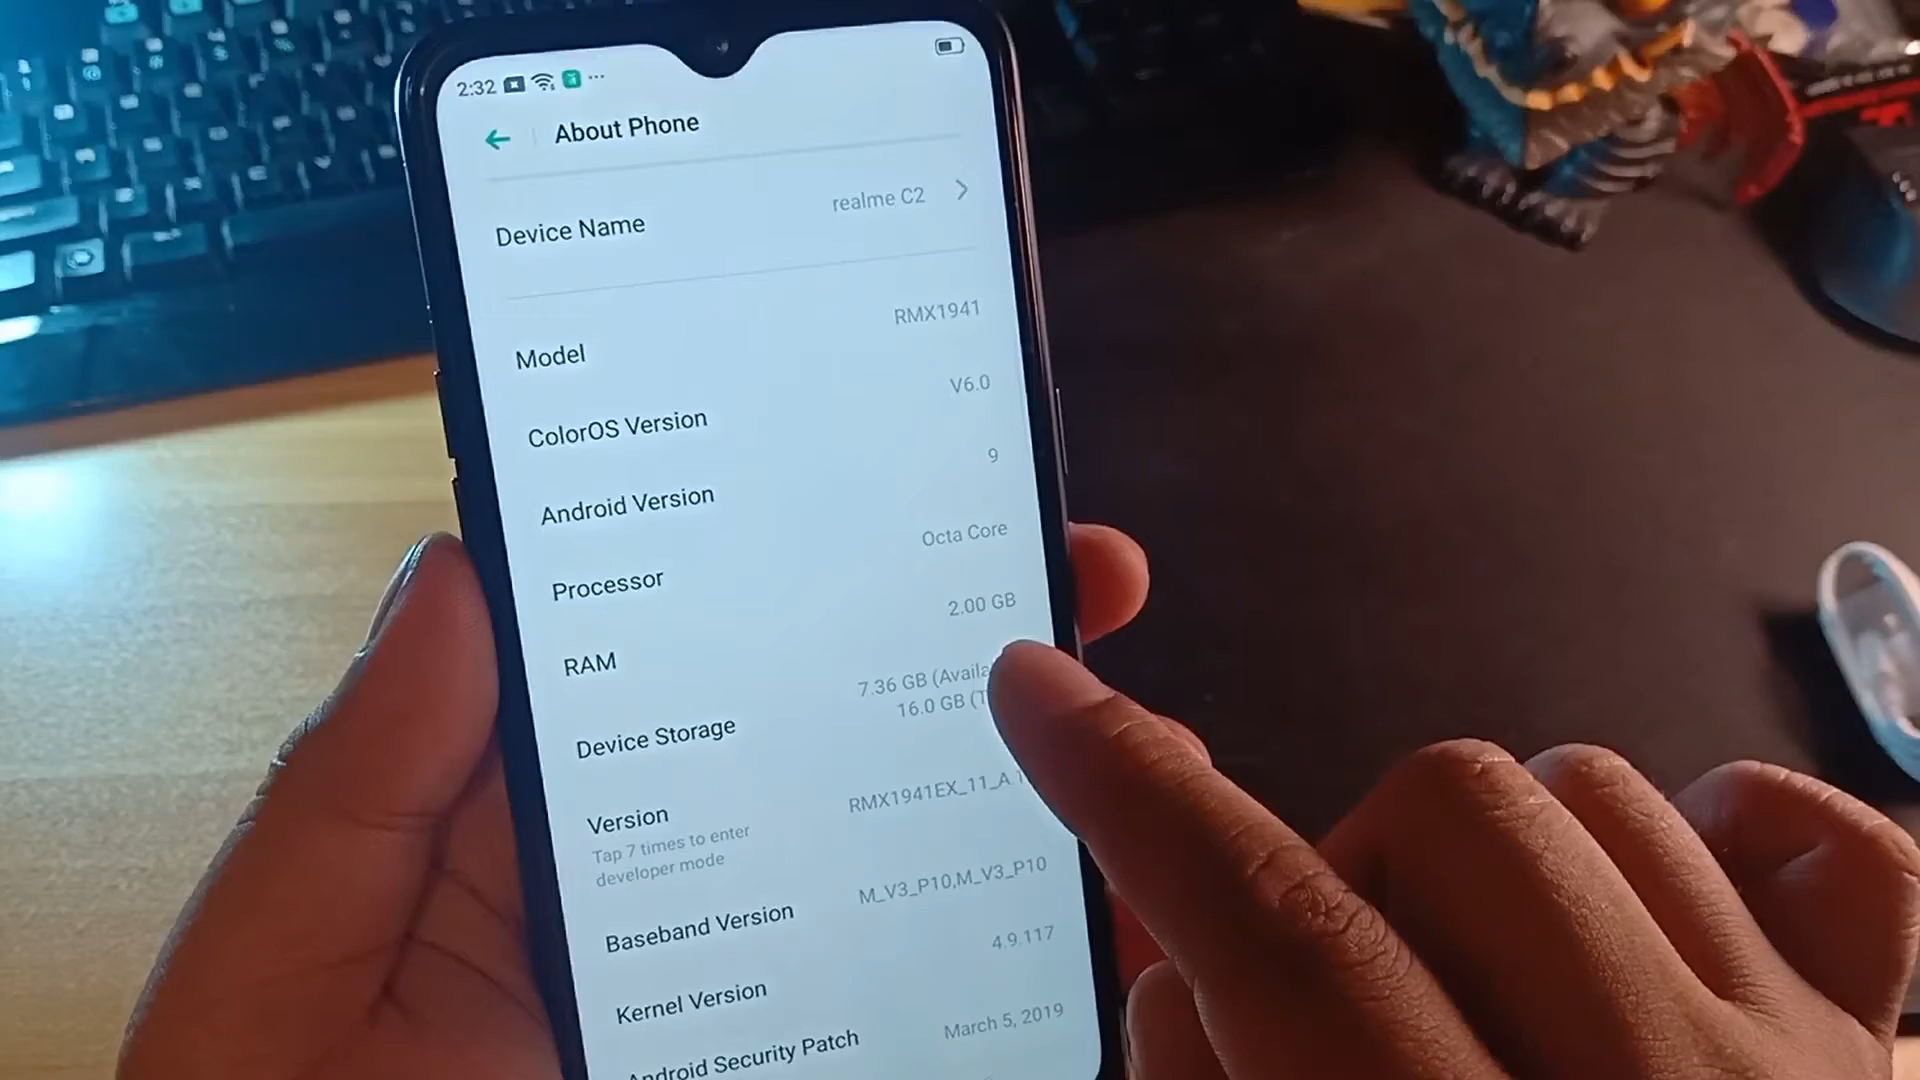 2:32
About Phone
Device Name
realme C2
Model
RMX1941
ColorOS Version
V6.0
Android Version
9
Processor
Octa Core
RAM
2.00 GB
Device Storage
7.36 GB
16.0 GB
Version
Tap 7 times to enter
developer mode
RMX1941EX_11_A
Baseband Version
M_V3_P10,M_V3_P10
Kernel Version
4.9.117
Android Security Patch
March 5, 2019